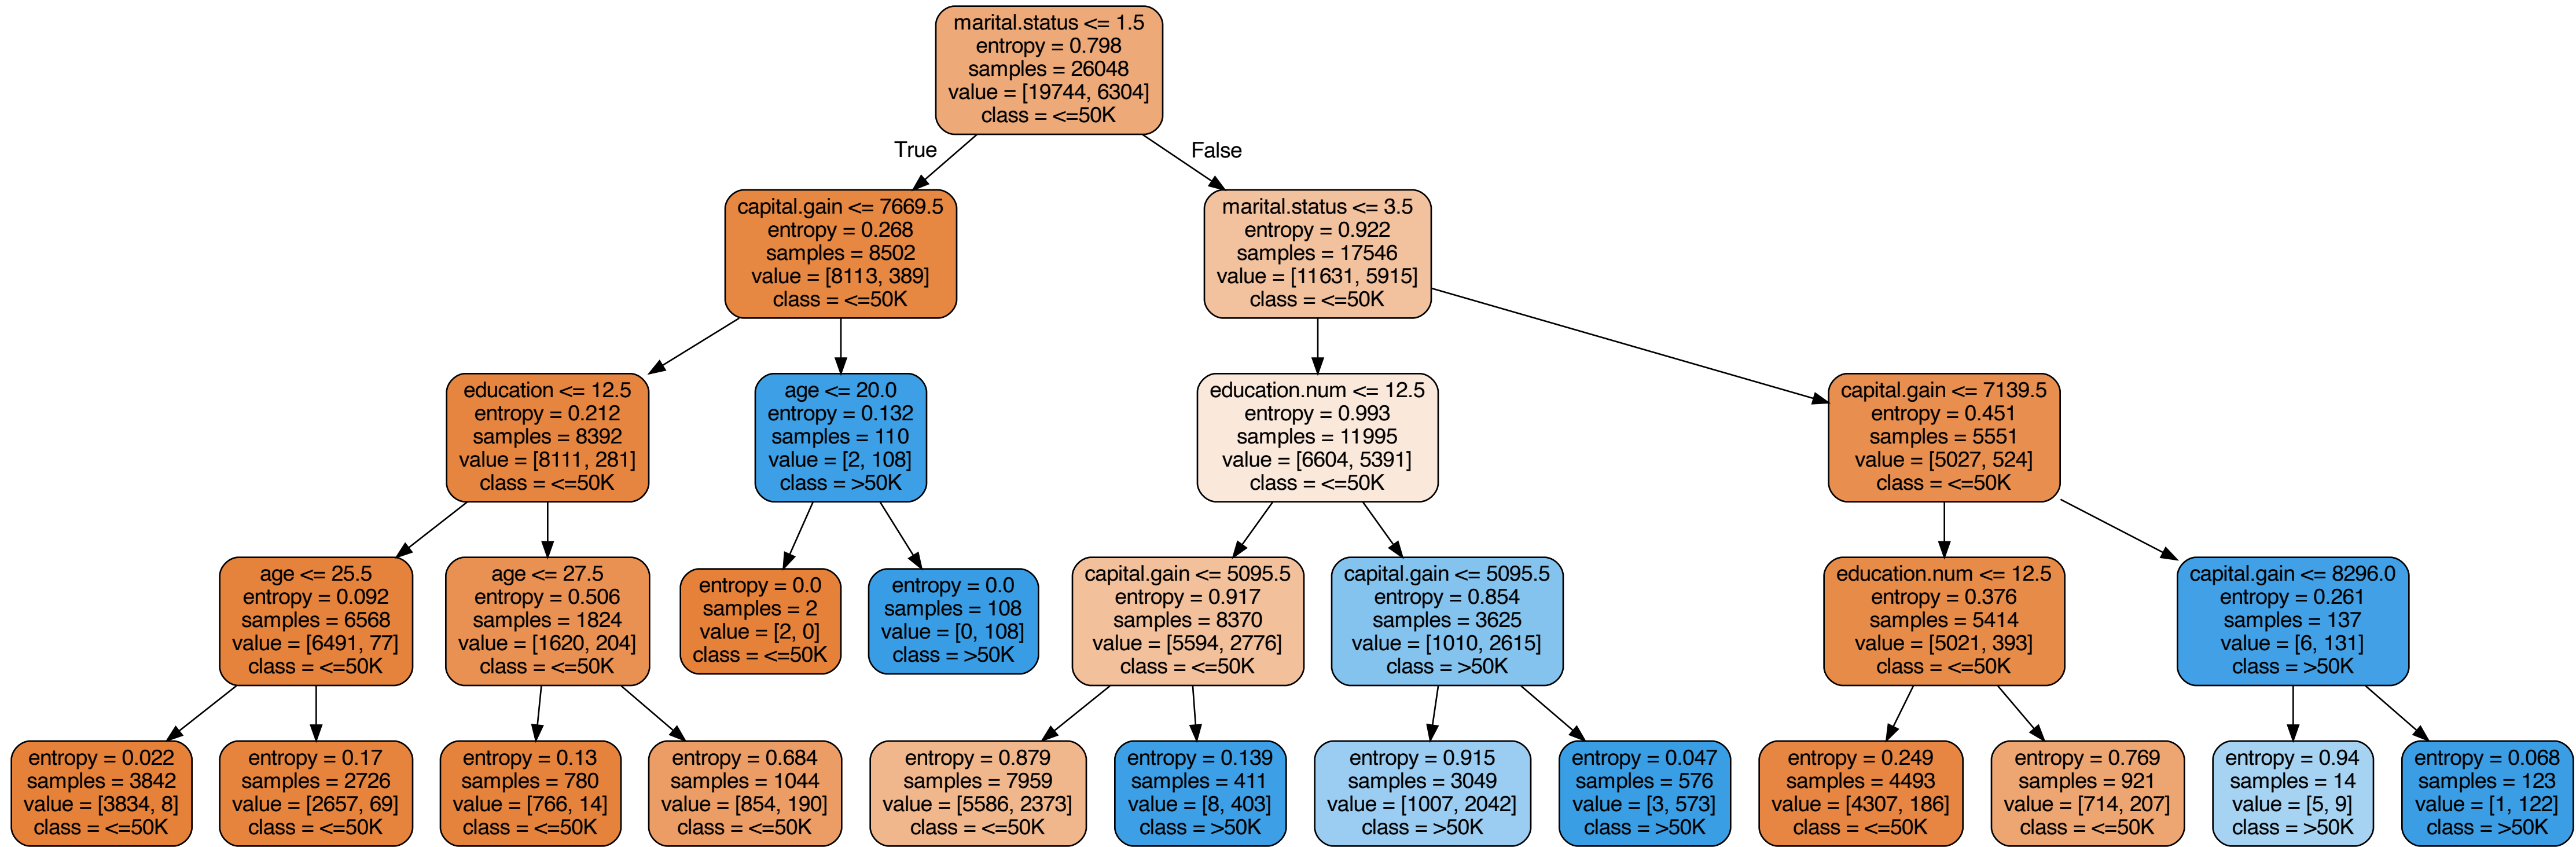 marital.status <= 1.5
entropy = 0.798
samples = 26048
value = [19744, 6304]
class = <=50K
True
False
capital.gain <= 7669.5
entropy = 0.268
samples = 8502
value = [8113, 389]
class = <=50K
marital.status <= 3.5
entropy = 0.922
samples = 17546
value = [11631, 5915]
class = <=50K
education <= 12.5
entropy = 0.212
samples = 8392
value = [8111, 281]
class = <=50K
age <= 20.0
entropy = 0.132
samples = 110
value = [2, 108]
class = >50K
education.num <= 12.5
entropy = 0.993
samples = 11995
value = [6604, 5391]
class = <=50K
capital.gain <= 7139.5
entropy = 0.451
samples = 5551
value = [5027, 524]
class = <=50K
age <= 25.5
entropy = 0.092
samples = 6568
value = [6491, 77]
class = <=50K
age <= 27.5
entropy = 0.506
samples = 1824
value = [1620, 204]
class = <=50K
entropy = 0.0
samples = 2
value = [2, 0]
class = <=50K
entropy = 0.0
samples = 108
value = [0, 108]
class = >50K
capital.gain <= 5095.5
entropy = 0.917
samples = 8370
value = [5594, 2776]
class = <=50K
capital.gain <= 5095.5
entropy = 0.854
samples = 3625
value = [1010, 2615]
class = >50K
education.num <= 12.5
entropy = 0.376
samples = 5414
value = [5021, 393]
class = <=50K
capital.gain <= 8296.0
entropy = 0.261
samples = 137
value = [6, 131]
class = >50K
entropy = 0.022
samples = 3842
value = [3834, 8]
class = <=50K
entropy = 0.17
samples = 2726
value = [2657, 69]
class = <=50K
entropy = 0.13
samples = 780
value = [766, 14]
class = <=50K
entropy = 0.684
samples = 1044
value = [854, 190]
class = <=50K
entropy = 0.879
samples = 7959
value = [5586, 2373]
class = <=50K
entropy = 0.139
samples = 411
value = [8, 403]
class = >50K
entropy = 0.915
samples = 3049
value = [1007, 2042]
class = >50K
entropy = 0.047
samples = 576
value = [3, 573]
class = >50K
entropy = 0.249
samples = 4493
value = [4307, 186]
class = <=50K
entropy = 0.769
samples = 921
value = [714, 207]
class = <=50K
entropy = 0.94
samples = 14
value = [5, 9]
class = >50K
entropy = 0.068
samples = 123
value = [1, 122]
class = >50K